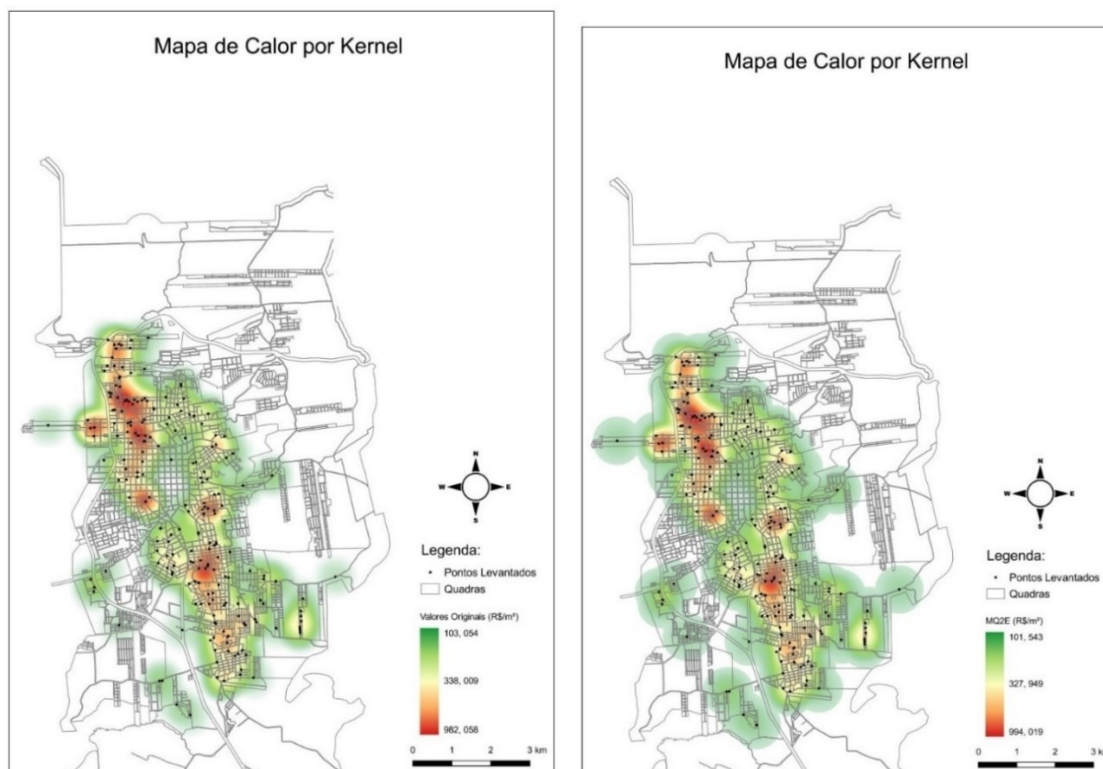 Mapa de Calor por Kernel
N
W E
S
Legenda:
Pontos Levantados
Quadras
Valores Originais (R$/m²)
103, 054
338, 009
982, 058
0 1 2 3 km
Mapa de Calor por Kernel
N
W E
S
Legenda:
Pontos Levantados
Quadras
MQ2E (R$/m²)
101, 543
327, 949
994, 019
0 1 2 3 km